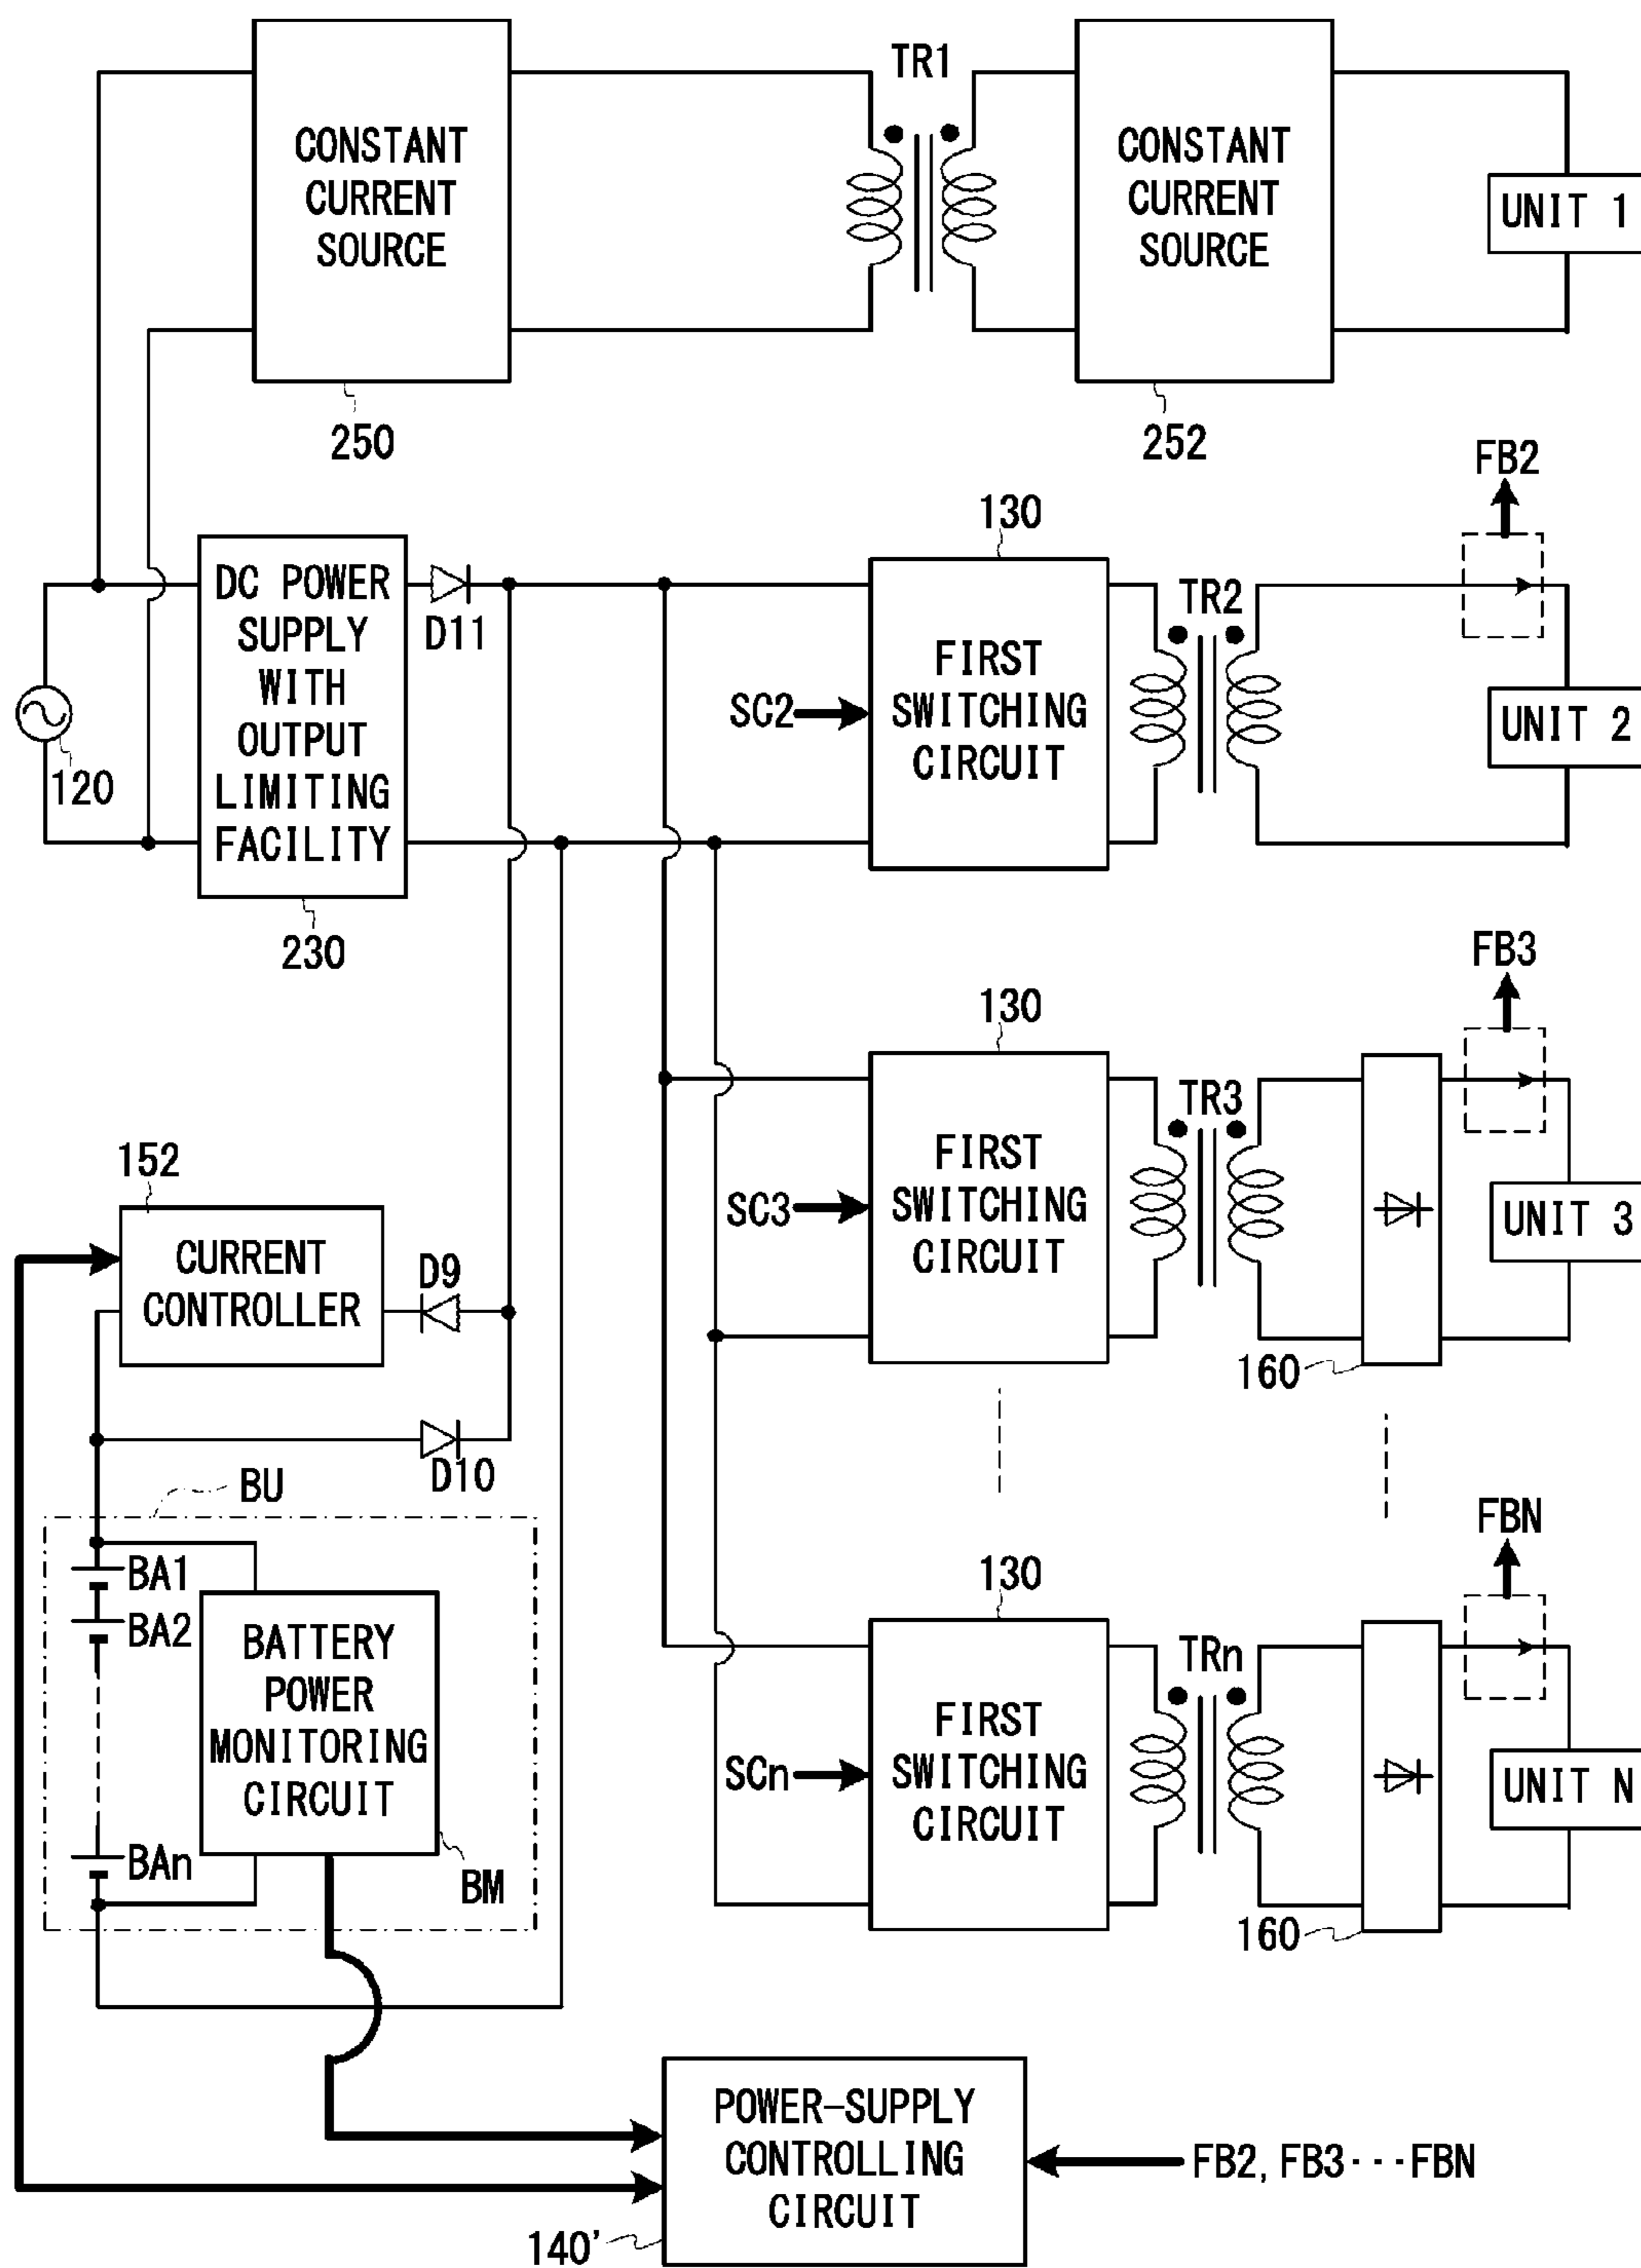 TR1
CONSTANT
CURRENT
SOURCE
CONSTANT
CURRENT
SOURCE
UNIT 1
250
252
FB2
130
DC POWER
SUPPLY
WITH
OUTPUT
LIMITING
FACILITY
D11
TR2
FIRST
SWITCHING
CIRCUIT
SC2
UNIT 2
120
230
FB3
130
TR3
152
FIRST
SWITCHING
CIRCUIT
SC3
UNIT 3
CURRENT
CONTROLLER
D9
160
D10
BU
FBN
BA1
130
BA2
BATTERY
POWER
MONITORING
CIRCUIT
TRn
FIRST
SWITCHING
CIRCUIT
SCn
UNIT N
BAn
BM
160
POWER-SUPPLY
CONTROLLING
CIRCUIT
FB2, FB3···FBN
140'